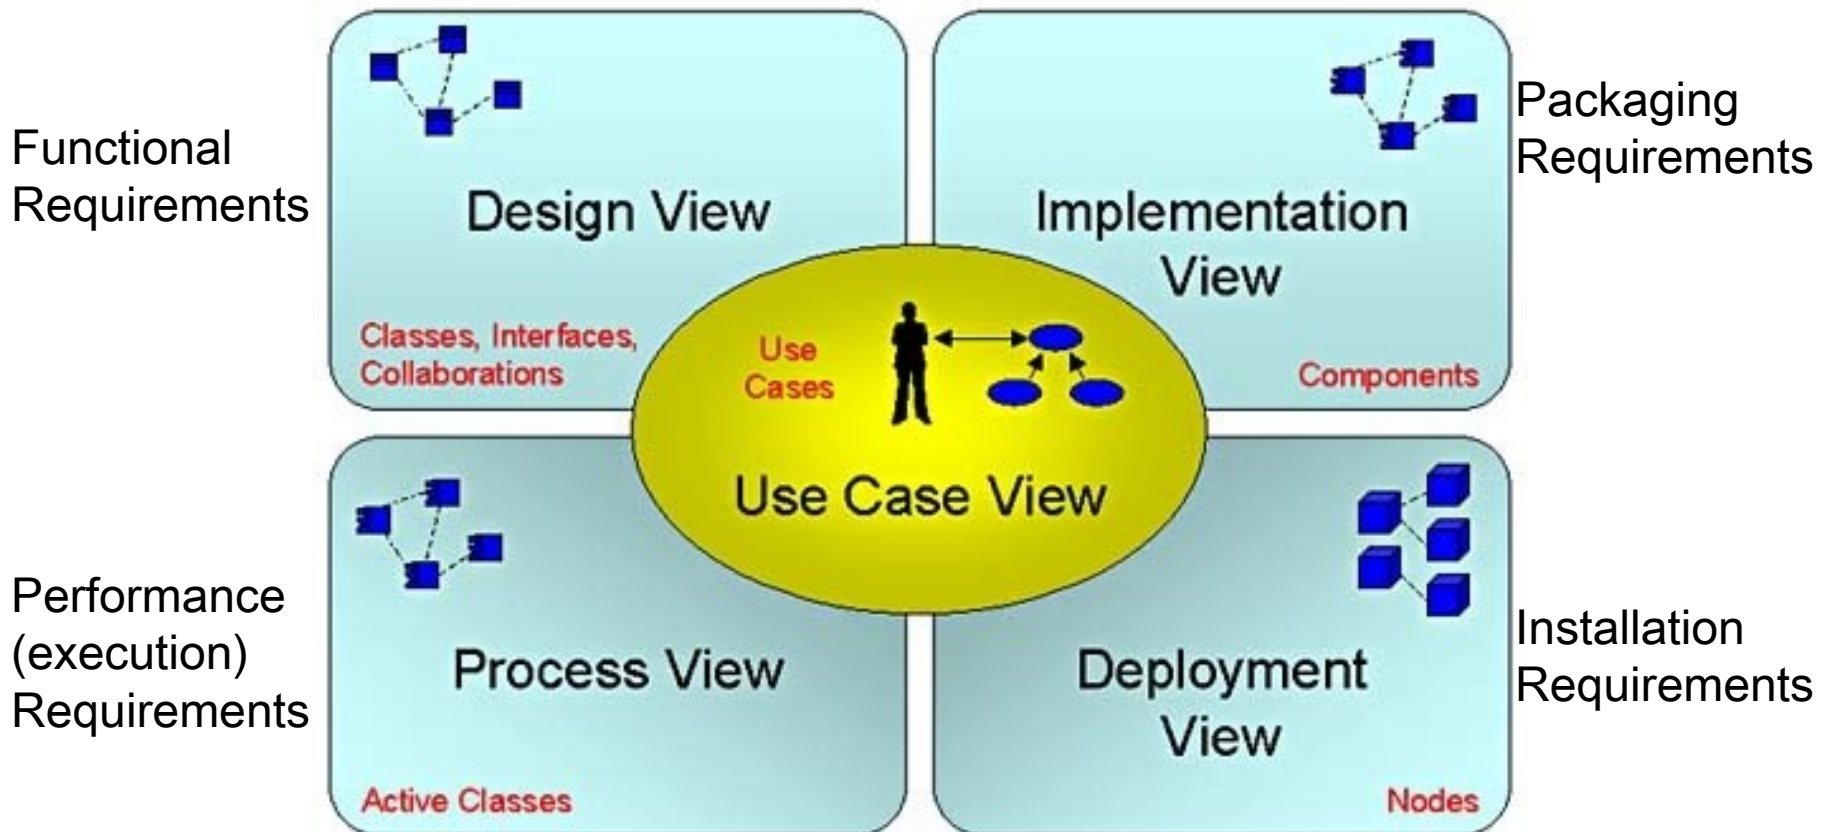 Functional
Requirements
Design View
Classes, Interfaces,
Collaborations
Implementation
View
Components
Packaging
Requirements
Use
Cases
Use Case View
Performance
(execution)
Requirements
Process View
Active Classes
Deployment
View
Nodes
Installation
Requirements